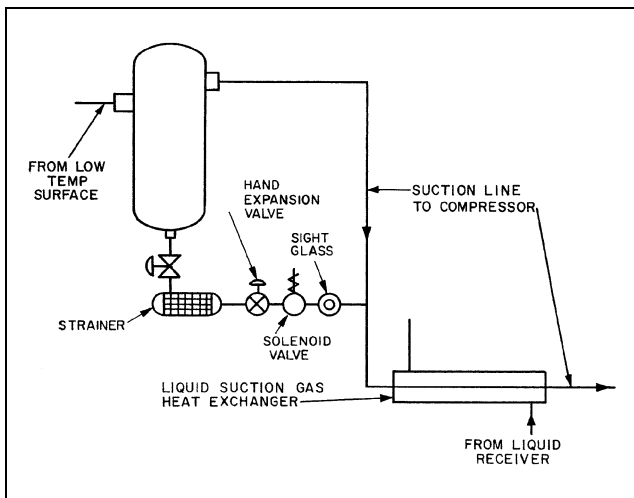 FROM LOW
TEMP
SURFACE
HAND
EXPANSION
VALVE
SUCTION LINE
TO COMPRESSOR
SIGHT
GLASS
STRAINER
SOLENOID
VALVE
LIQUID SUCTION GAS
HEAT EXCHANGER
FROM LIQUID
RECEIVER